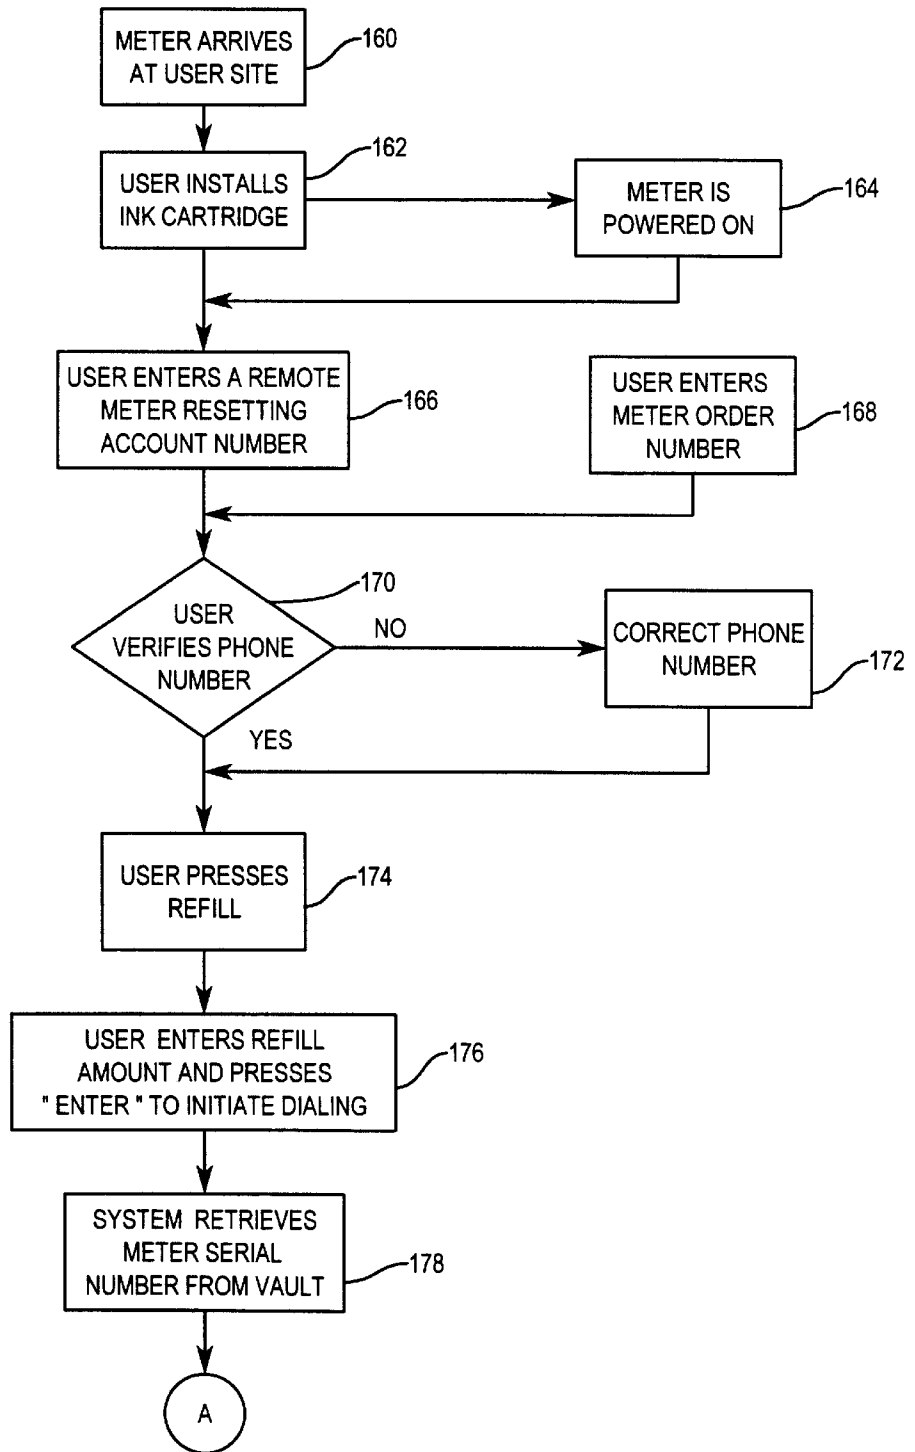 METER ARRIVES
AT USER SITE
160
USER INSTALLS
INK CARTRIDGE
162
METER IS
POWERED ON
164
USER ENTERS A REMOTE
METER RESETTING
ACCOUNT NUMBER
166
USER ENTERS
METER ORDER
NUMBER
168
USER
VERIFIES PHONE
NUMBER
170
NO
CORRECT PHONE
NUMBER
172
YES
USER PRESSES
REFILL
174
USER ENTERS REFILL
AMOUNT AND PRESSES
" ENTER " TO INITIATE DIALING
176
SYSTEM RETRIEVES
METER SERIAL
NUMBER FROM VAULT
178
A